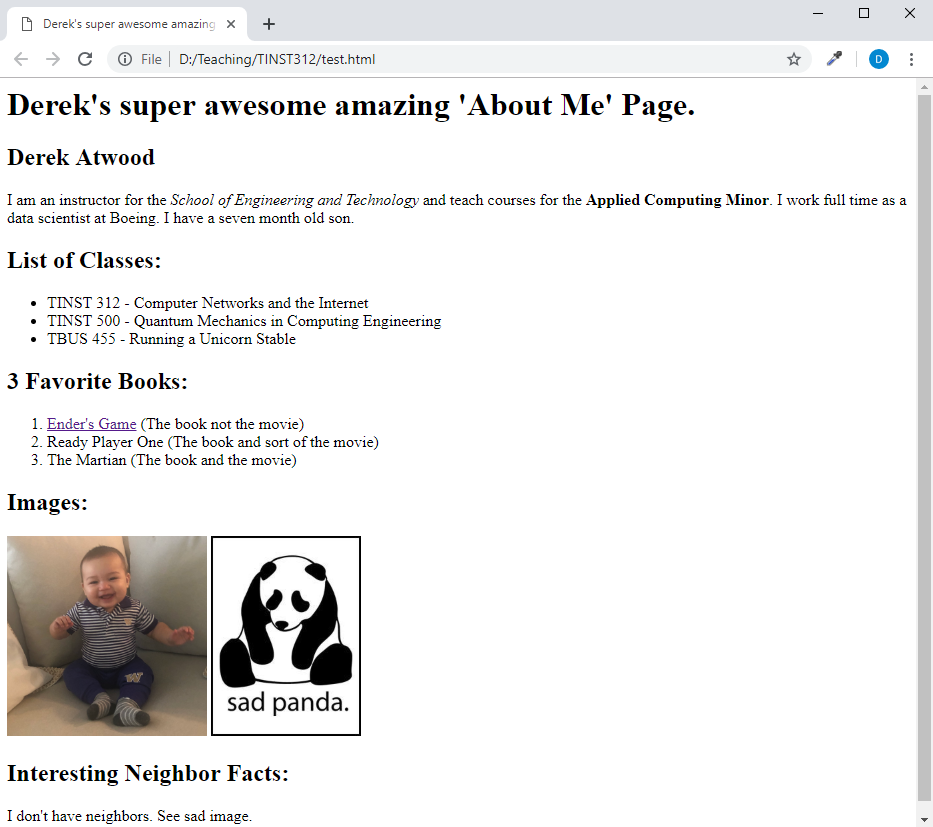 Derek's super awesome amazing
File
D:/Teaching/TINST312/test.html
D
Derek's super awesome amazing 'About Me' Page.
Derek Atwood
I am an instructor for the School of Engineering and Technology and teach courses for the Applied Computing Minor. I work full time as a
data scientist at Boeing. I have a seven month old son.
List of Classes:
• TINST 312 - Computer Networks and the Internet
• TINST 500 - Quantum Mechanics in Computing Engineering
• TBUS 455 - Running a Unicorn Stable
3 Favorite Books:
1. Ender's Game (The book not the movie)
2. Ready Player One (The book and sort of the movie)
3. The Martian (The book and the movie)
Images:
W
sad panda.
Interesting Neighbor Facts:
I don't have neighbors. See sad image.